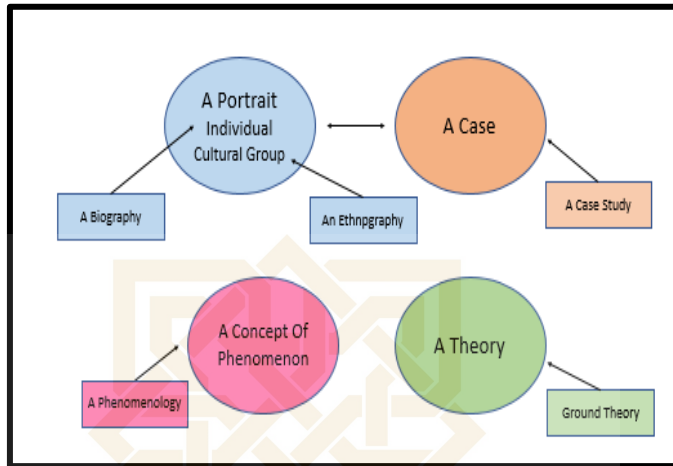 A Portrait
Individual
Cultural Group
A Case
A Biography
An Ethnpgraphy
A Case Study
A Concept Of
Phenomenon
A Theory
A Phenomenology
Ground Theory